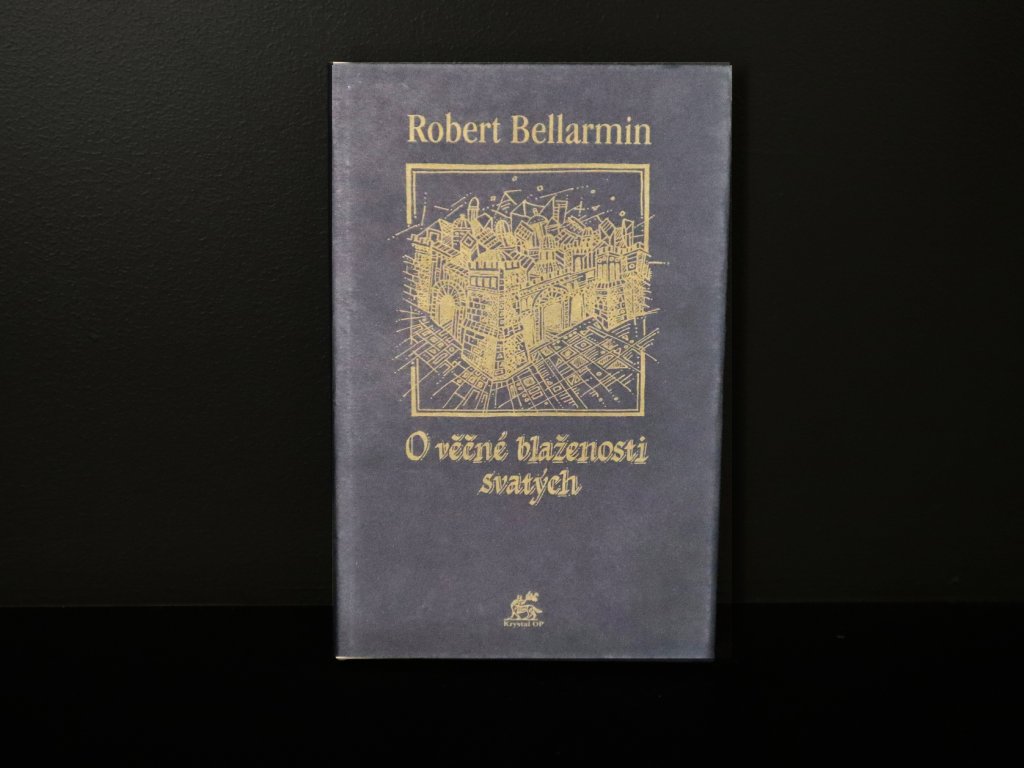 Robert Bellarmin
O věčné blaženosti
svatých
Krystal OP